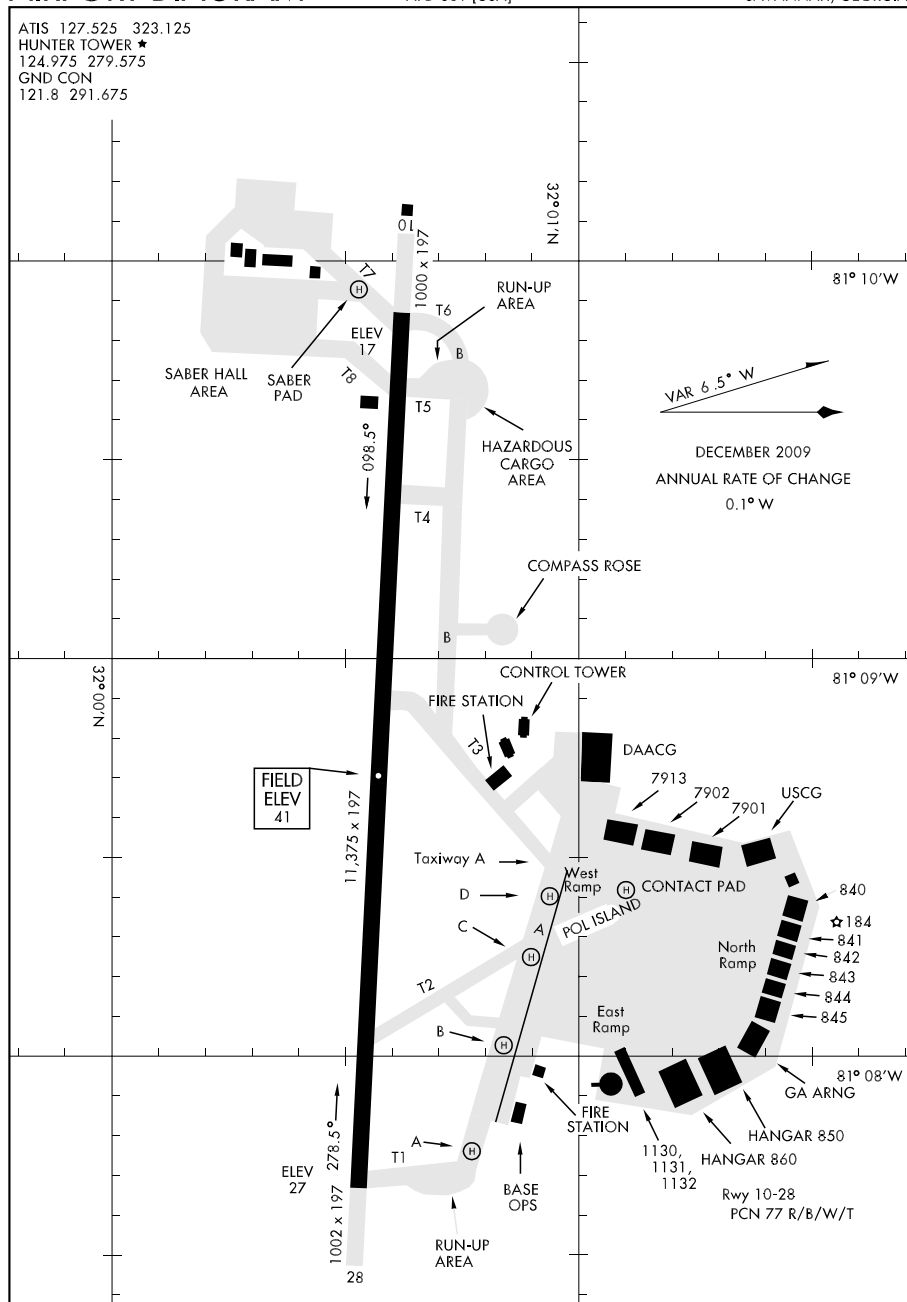 ATIS 127.525 323.125
HUNTER TOWER ★
124.975 279.575
GND CON
121.8 291.675
32°01'N
10
1000 x 197
T7
H
81° 10'W
RUN-UP
AREA
T6
ELEV
17
B
SABER HALL
AREA
SABER
PAD
T8
T5
VAR 6.5° W
098.5°
HAZARDOUS
CARGO
AREA
DECEMBER 2009
ANNUAL RATE OF CHANGE
0.1° W
T4
COMPASS ROSE
B
32°00'N
CONTROL TOWER
81° 09'W
FIRE STATION
T3
DAACG
FIELD
ELEV
41
7913
7902
7901
USCG
11,375 x 197
Taxiway A
West
Ramp
D
H
H
CONTACT PAD
840
C
A
POL ISLAND
☆184
841
H
North
Ramp
842
843
T2
844
East
Ramp
845
B
H
81° 08'W
278.5°
GA ARNG
FIRE
STATION
HANGAR 850
A
H
T1
1130,
1131,
1132
HANGAR 860
ELEV
27
BASE
OPS
Rwy 10-28
PCN 77 R/B/W/T
1002 x 197
RUN-UP
AREA
28